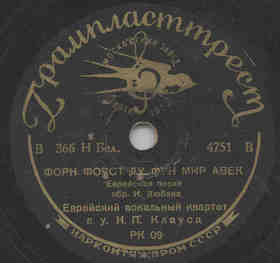 Грампласттрест
В 366 Н Бел. 4751 В
ФОРН ФОРСТ ДУ ФУН МИР АВЕК
Еврейская песня
обр. И. Любана
Еврейский вокальный квартет
п. у. Н. П. Клауса
РК 09
НАРКОМТЯЖПРОМ СССР